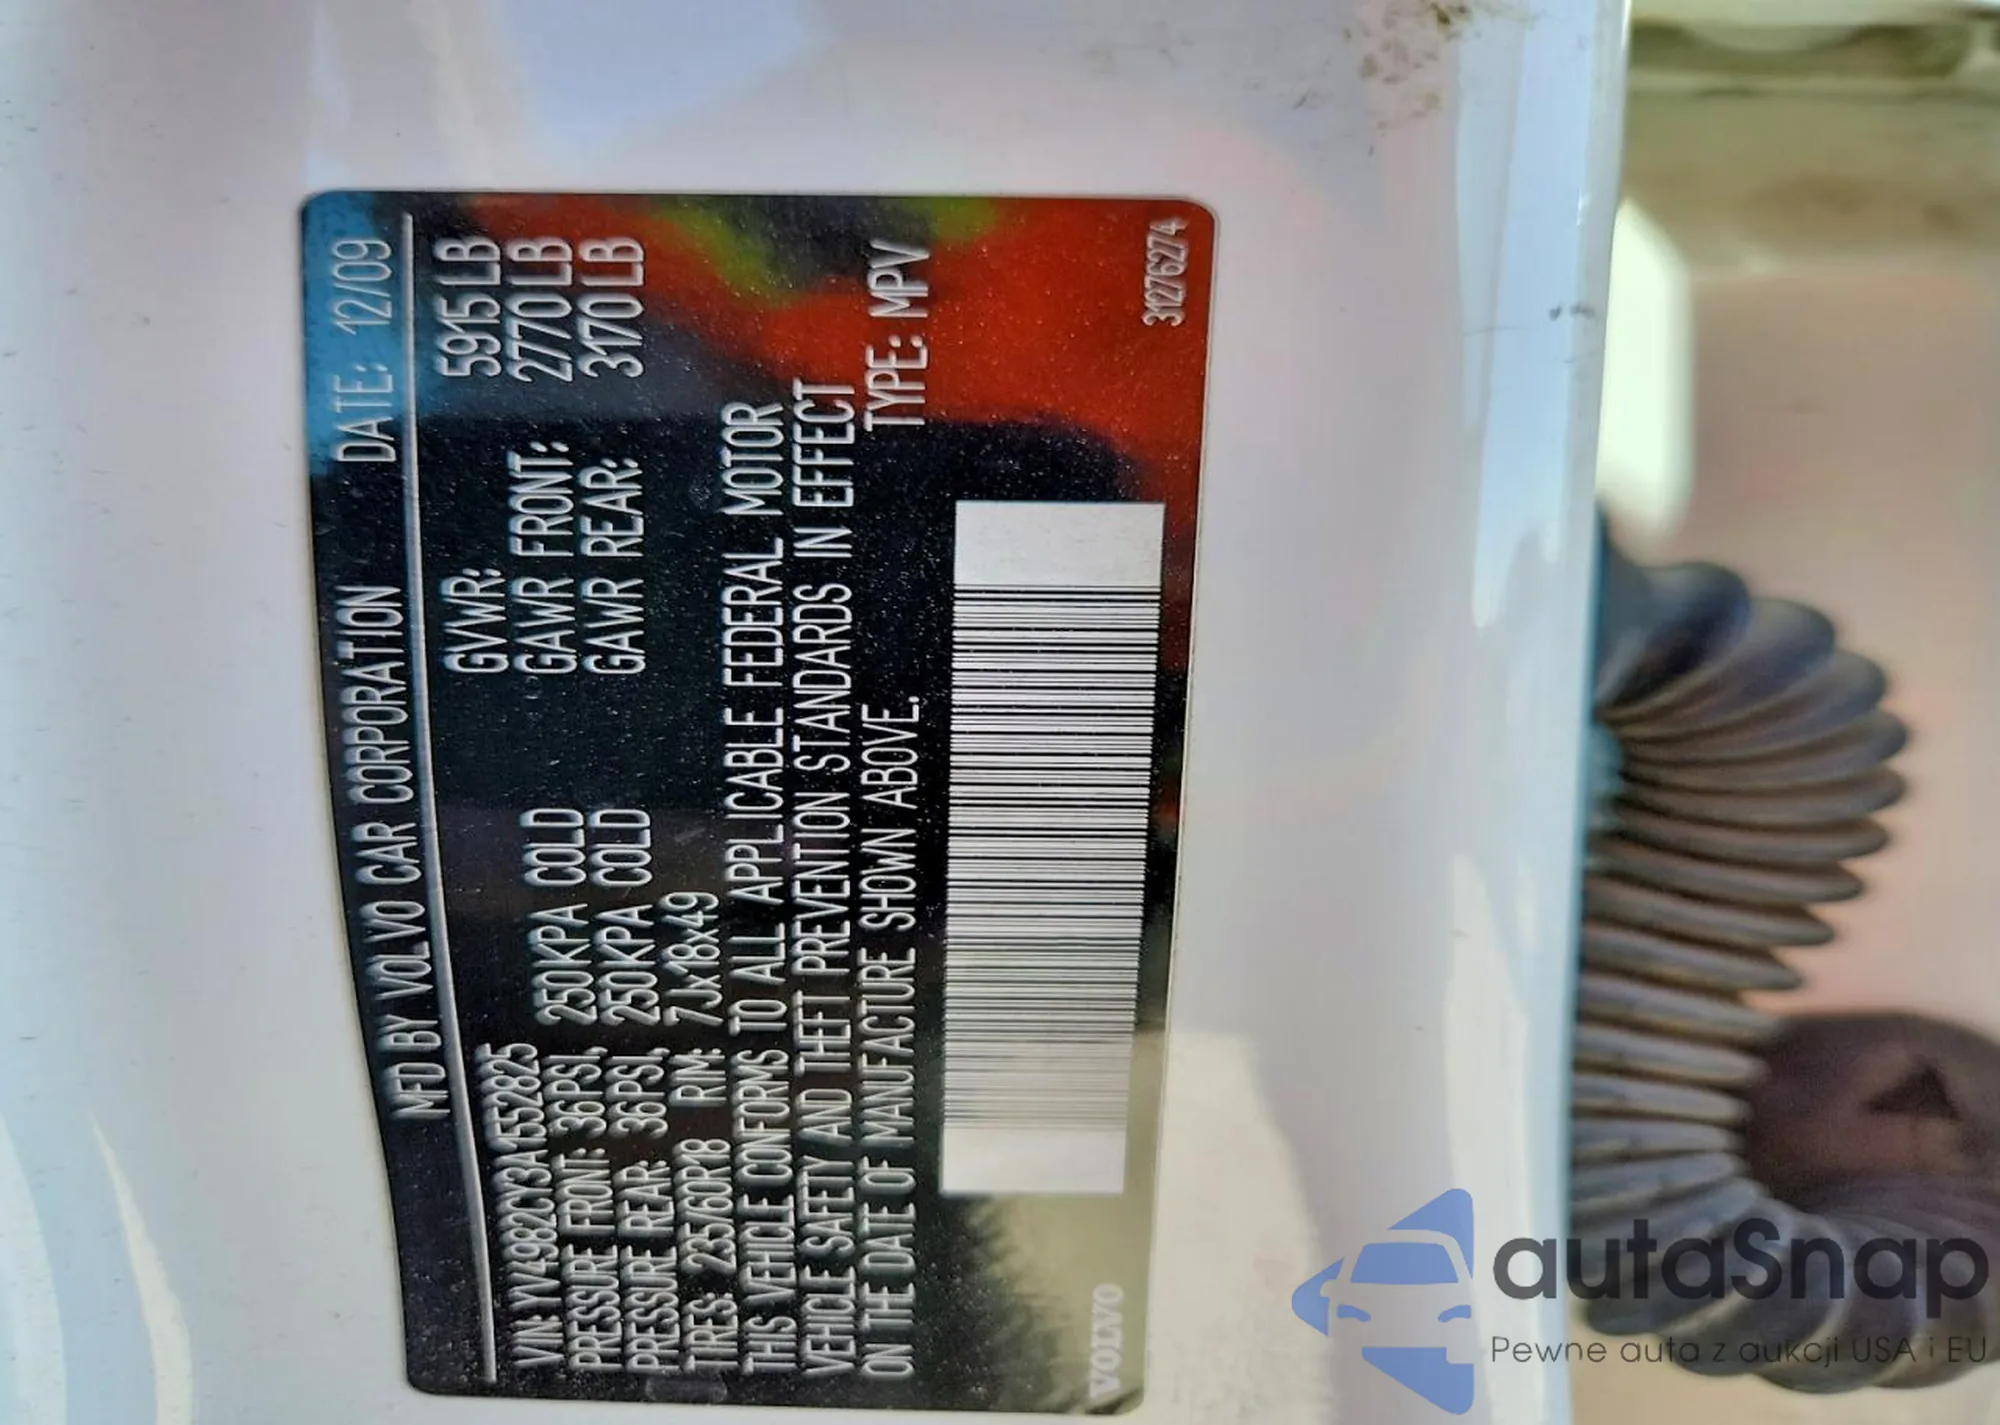 MFD BY VOLVO CAR CORPORATION DATE: 12/09
VIN: YV4982CY3A1552825 GVWR: 5915 LB
PRESSURE FRONT: 36PSI, 250KPA COLD GAWR FRONT: 2770 LB
PRESSURE REAR: 36PSI, 250KPA COLD GAWR REAR: 3170 LB
TIRES: 235/60R18 RIM: 7Jx18x49
THIS VEHICLE CONFORMS TO ALL APPLICABLE FEDERAL MOTOR
VEHICLE SAFETY AND THEFT PREVENTION STANDARDS IN EFFECT
ON THE DATE OF MANUFACTURE SHOWN ABOVE. TYPE: MPV
VOLVO 31276274
autaSnap
Pewne auta z aukcji USA i EU